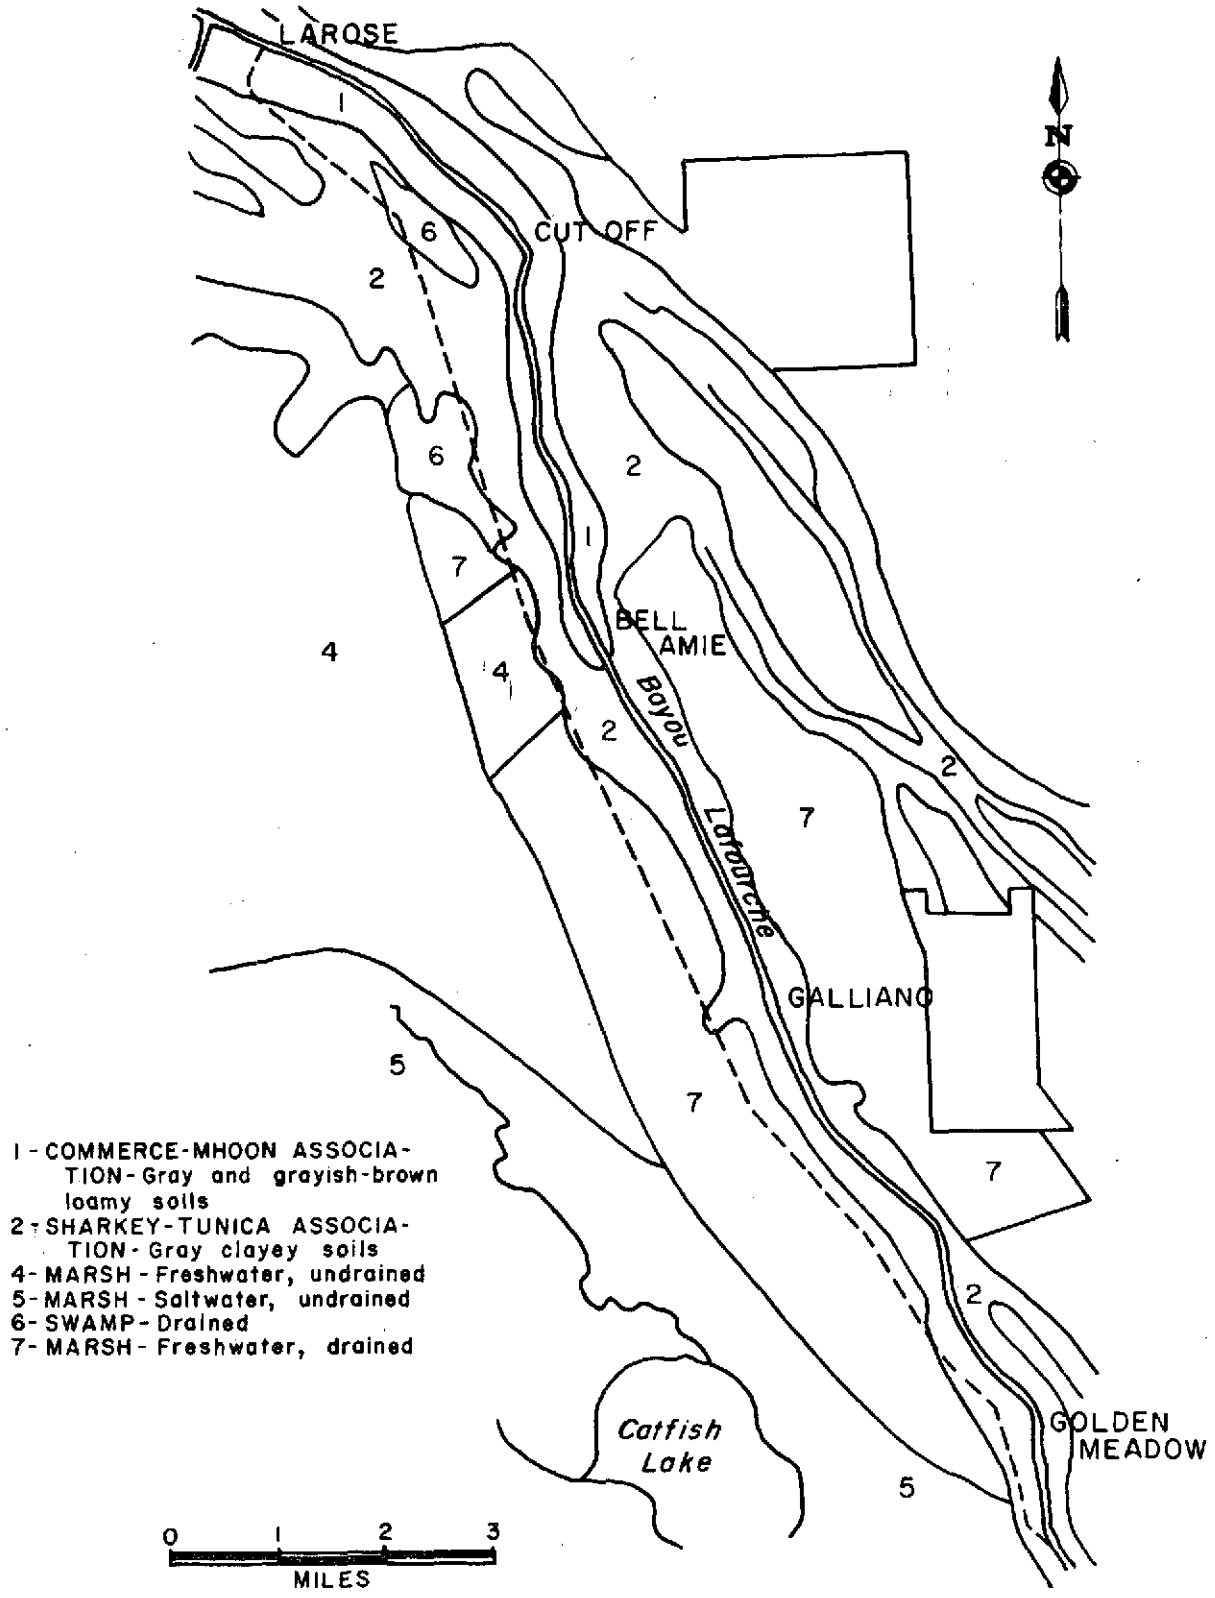 LAROSE
1
N
6
CUT OFF
2
6
2
1
7
BELL
AMIE
4
4
Bayou
2
2
7
Lafourche
GALLIANO
5
7
7
1 - COMMERCE-MHOON ASSOCIA-
TION - Gray and grayish-brown
loamy soils
2 - SHARKEY-TUNICA ASSOCIA-
TION - Gray clayey soils
4 - MARSH - Freshwater, undrained
5 - MARSH - Saltwater, undrained
6 - SWAMP - Drained
7 - MARSH - Freshwater, drained
2
GOLDEN
MEADOW
Catfish
Lake
5
0 1 2 3
MILES